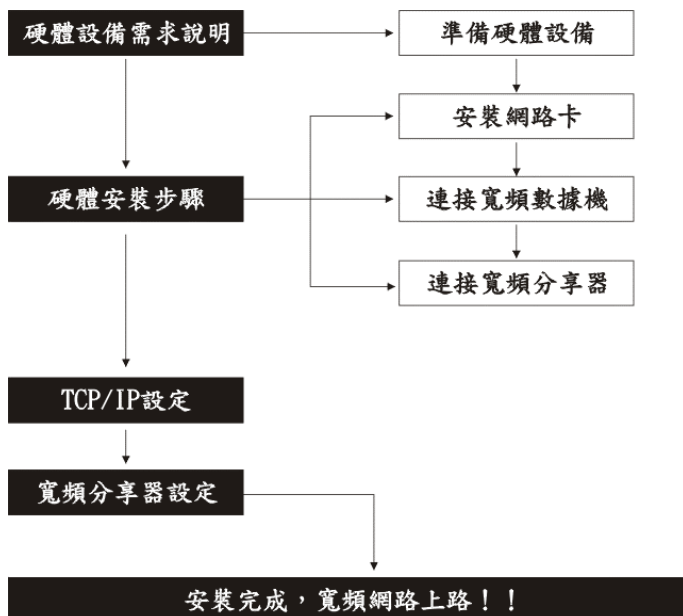 硬體設備需求說明
準備硬體設備
安裝網路卡
硬體安裝步驟
連接寬頻數據機
連接寬頻分享器
TCP/IP設定
寬頻分享器設定
安裝完成，寬頻網路上路！！